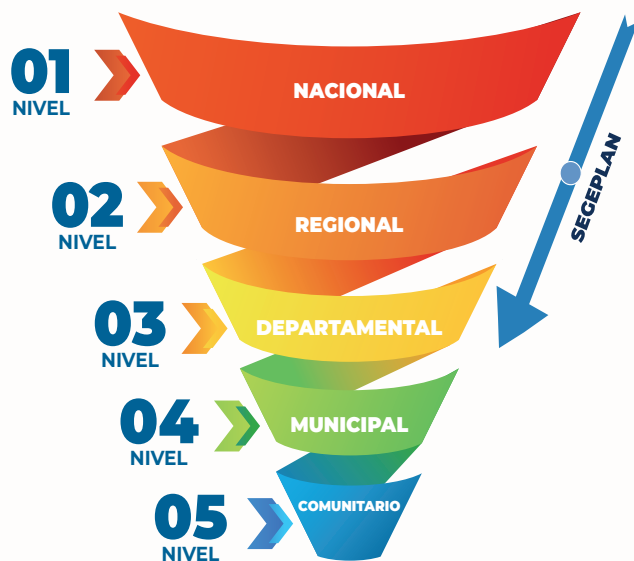 01
NIVEL
NACIONAL
SEGEPLAN
02
NIVEL
REGIONAL
03
NIVEL
DEPARTAMENTAL
04
NIVEL
MUNICIPAL
05
NIVEL
COMUNITARIO